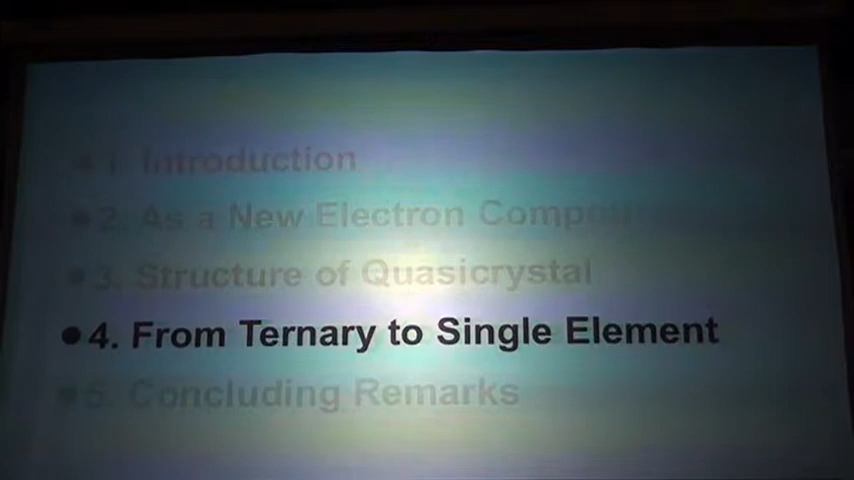 1. Introduction
● 2. As a New Electron
● 3. Structure of Quasicrystal
● 4. From Ternary to Single Element
● 5. Concluding Remarks